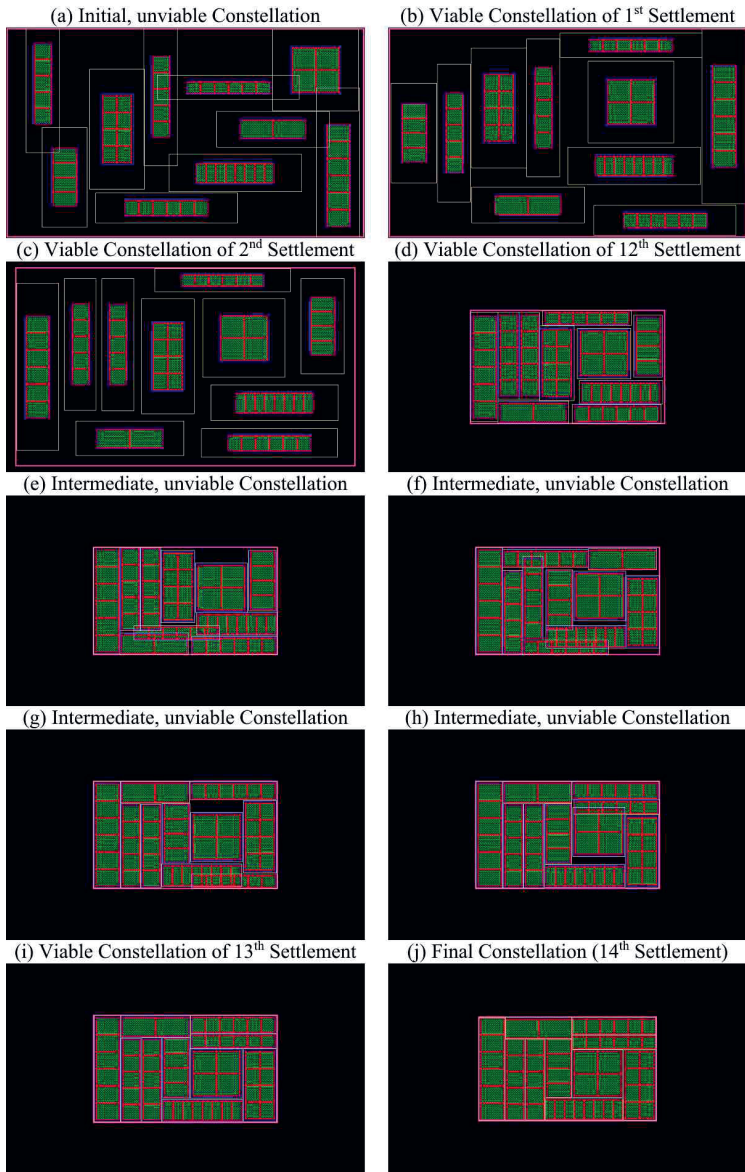 (a) Initial, unviable Constellation
(b) Viable Constellation of 1st Settlement
(c) Viable Constellation of 2nd Settlement
(d) Viable Constellation of 12th Settlement
(e) Intermediate, unviable Constellation
(f) Intermediate, unviable Constellation
(g) Intermediate, unviable Constellation
(h) Intermediate, unviable Constellation
(i) Viable Constellation of 13th Settlement
(j) Final Constellation (14th Settlement)